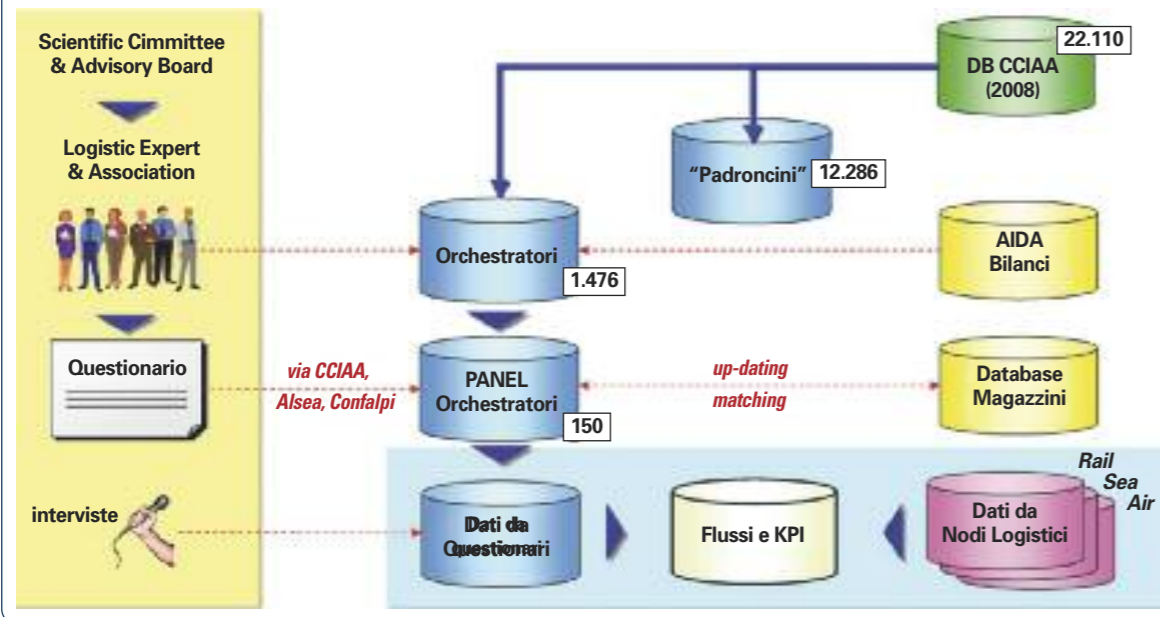 Scientific Cimmittee
& Advisory Board
Logistic Expert
& Association
Questionario
interviste
22.110
DB CCIAA
(2008)
"Padroncini"
12.286
Orchestratori
1.476
AIDA
Bilanci
via CCIAA,
Alsea, Confalpi
PANEL
Orchestratori
150
up-dating
matching
Database
Magazzini
Dati da
Questionari
Flussi e KPI
Rail
Sea
Air
Dati da
Nodi Logistici